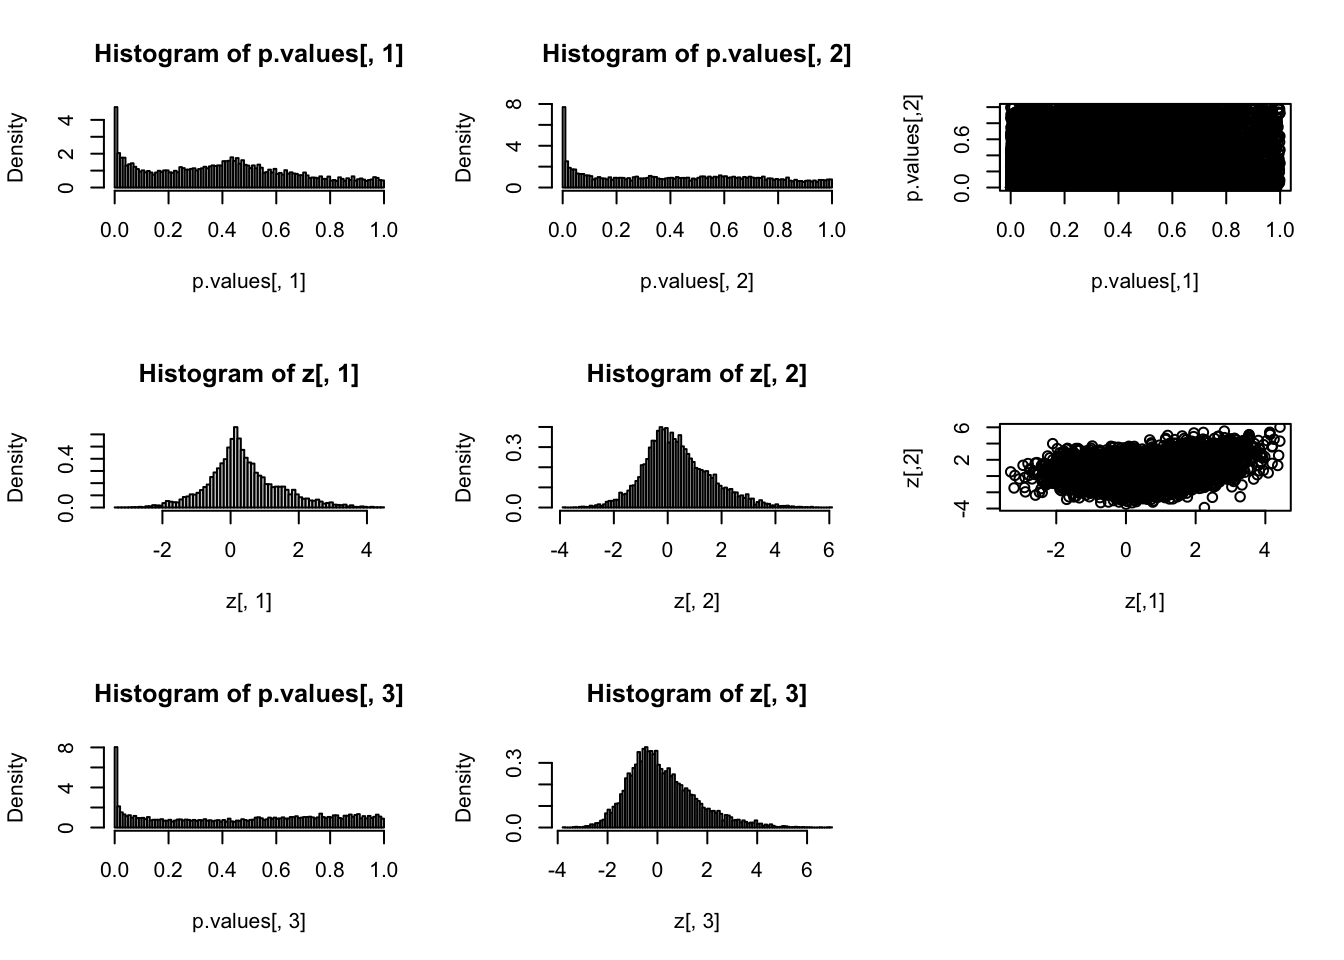 Histogram of p.values[, 1]
Density
0 2 4
0.0 0.2 0.4 0.6 0.8 1.0
p.values[, 1]
Histogram of p.values[, 2]
Density
0 4 8
0.0 0.2 0.4 0.6 0.8 1.0
p.values[, 2]
p.values[,2]
0.0 0.6
0.0 0.2 0.4 0.6 0.8 1.0
p.values[,1]
Histogram of z[, 1]
Density
0.0 0.4
-2 0 2 4
z[, 1]
Histogram of z[, 2]
Density
0.0 0.3
-4 -2 0 2 4 6
z[, 2]
z[,2]
-4 2 6
-2 0 2 4
z[,1]
Histogram of p.values[, 3]
Density
0 4 8
0.0 0.2 0.4 0.6 0.8 1.0
p.values[, 3]
Histogram of z[, 3]
Density
0.0 0.3
-4 -2 0 2 4 6
z[, 3]